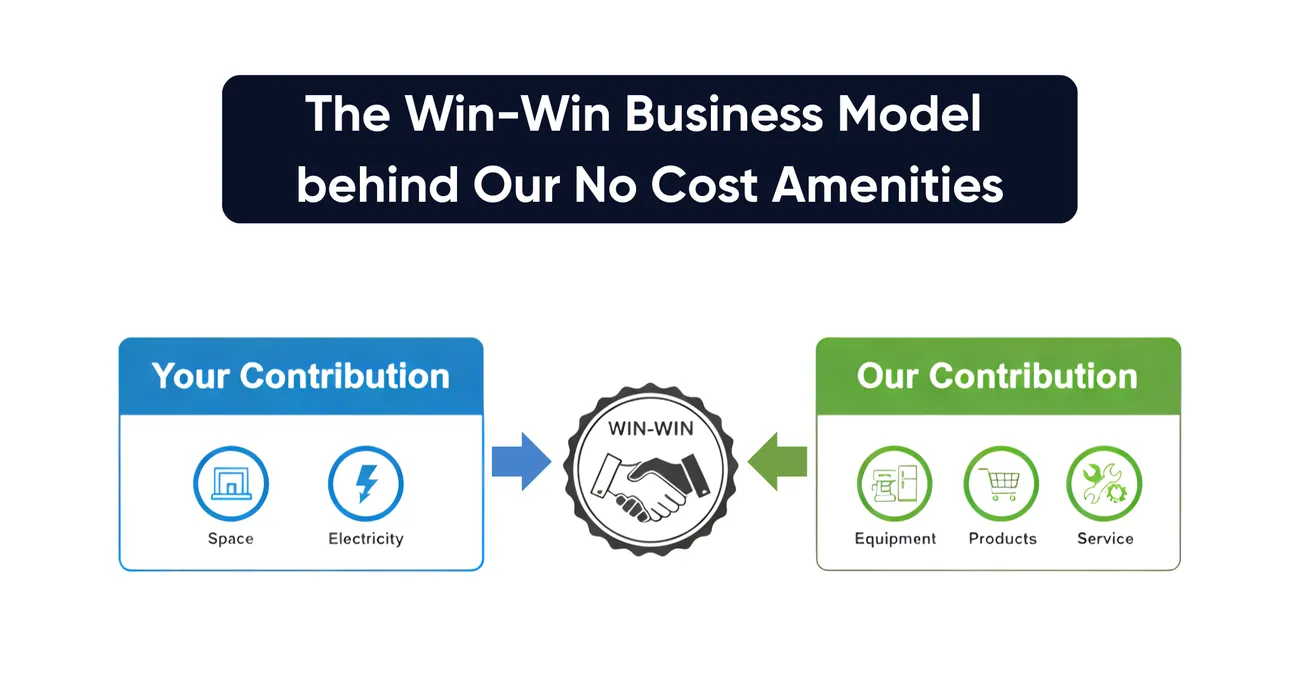 The Win-Win Business Model
behind Our No Cost Amenities
Your Contribution
Space
Electricity
WIN-WIN
Our Contribution
Equipment
Products
Service